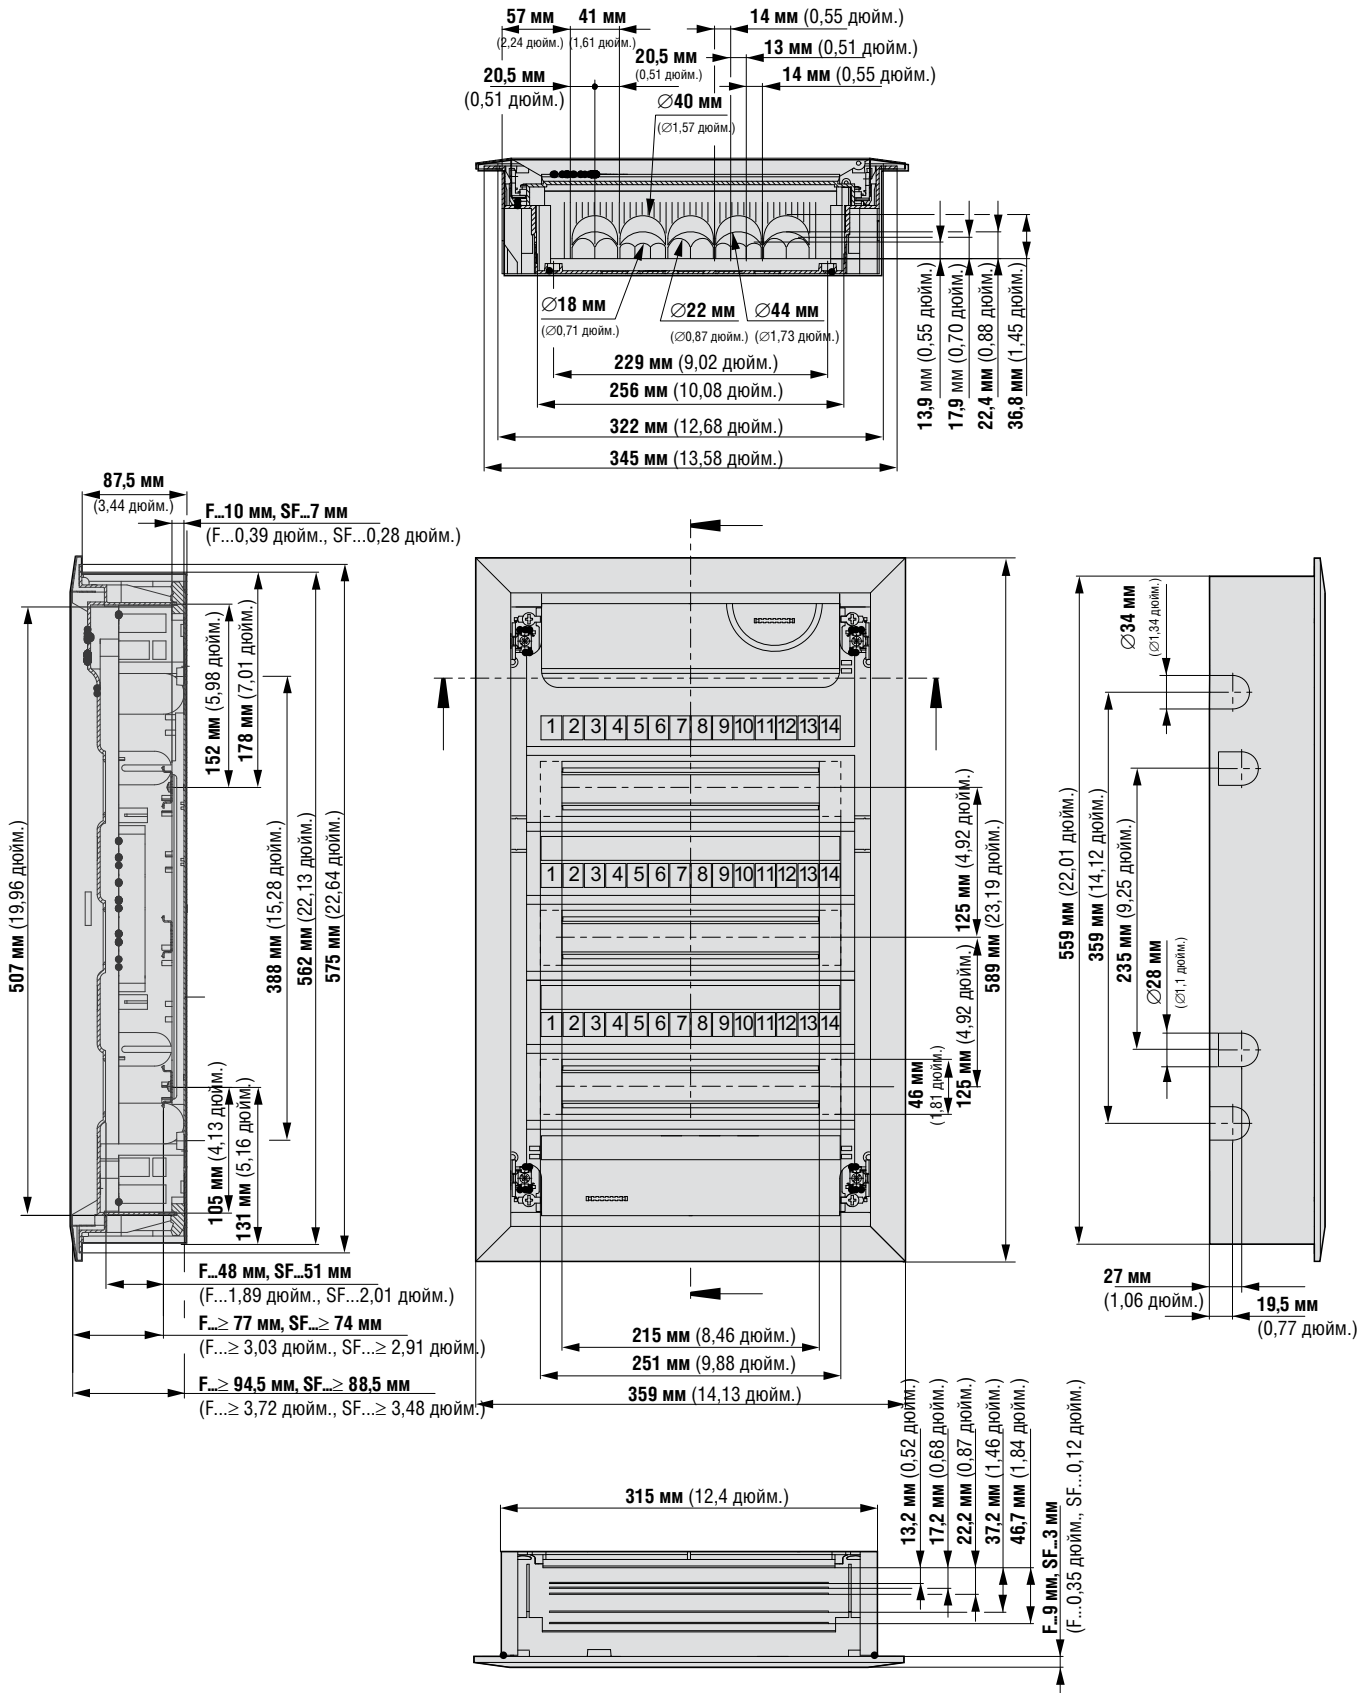 57 мм 41 мм 14 мм (0,55 дюйм.)
(2,24 дюйм.) (1,61 дюйм.)
13 мм (0,51 дюйм.)
20,5 мм
(0,51 дюйм.)
14 мм (0,55 дюйм.)
20,5 мм
(0,51 дюйм.)
∅40 мм
(∅1,57 дюйм.)
∅18 мм
(∅0,71 дюйм.)
∅22 мм
(∅0,87 дюйм.)
∅44 мм
(∅1,73 дюйм.)
229 мм (9,02 дюйм.)
256 мм (10,08 дюйм.)
322 мм (12,68 дюйм.)
345 мм (13,58 дюйм.)
13,9 мм (0,55 дюйм.)
17,9 мм (0,70 дюйм.)
22,4 мм (0,88 дюйм.)
36,8 мм (1,45 дюйм.)
87,5 мм
(3,44 дюйм.)
F...10 мм, SF...7 мм
(F...0,39 дюйм., SF...0,28 дюйм.)
507 мм (19,96 дюйм.)
152 мм (5,98 дюйм.)
178 мм (7,01 дюйм.)
388 мм (15,28 дюйм.)
562 мм (22,13 дюйм.)
575 мм (22,64 дюйм.)
105 мм (4,13 дюйм.)
131 мм (5,16 дюйм.)
F...48 мм, SF...51 мм
(F...1,89 дюйм., SF...2,01 дюйм.)
F...≥ 77 мм, SF...≥ 74 мм
(F...≥ 3,03 дюйм., SF...≥ 2,91 дюйм.)
F...≥ 94,5 мм, SF...≥ 88,5 мм
(F...≥ 3,72 дюйм., SF...≥ 3,48 дюйм.)
1 2 3 4 5 6 7 8 9 10 11 12 13 14
1 2 3 4 5 6 7 8 9 10 11 12 13 14
1 2 3 4 5 6 7 8 9 10 11 12 13 14
125 мм (4,92 дюйм.)
125 мм (4,92 дюйм.)
589 мм (23,19 дюйм.)
46 мм
(1,81 дюйм.)
215 мм (8,46 дюйм.)
251 мм (9,88 дюйм.)
359 мм (14,13 дюйм.)
559 мм (22,01 дюйм.)
359 мм (14,12 дюйм.)
235 мм (9,25 дюйм.)
∅34 мм
(∅1,34 дюйм.)
∅28 мм
(∅1,1 дюйм.)
27 мм
(1,06 дюйм.)
19,5 мм
(0,77 дюйм.)
315 мм (12,4 дюйм.)
13,2 мм (0,52 дюйм.)
17,2 мм (0,68 дюйм.)
22,2 мм (0,87 дюйм.)
37,2 мм (1,46 дюйм.)
46,7 мм (1,84 дюйм.)
F...9 мм, SF...3 мм
(F...0,35 дюйм., SF...0,12 дюйм.)